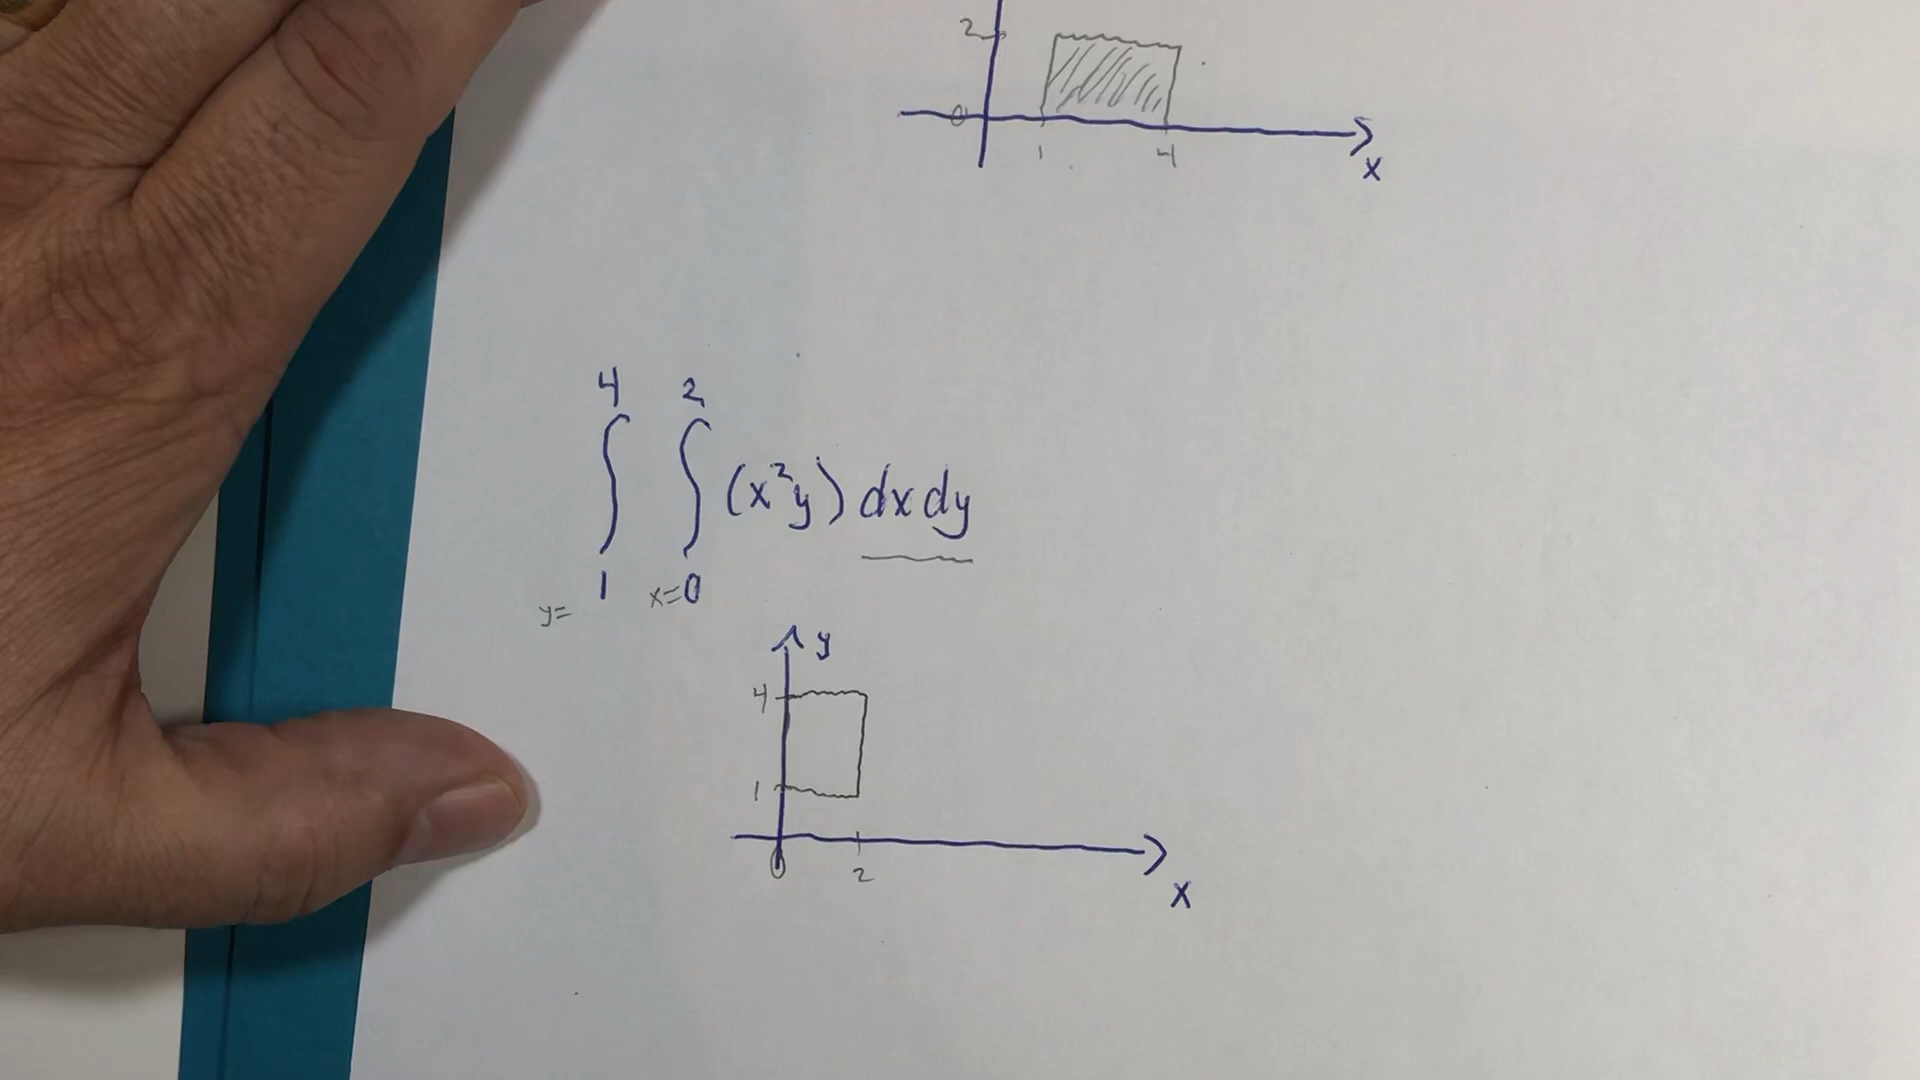 2
0
1 4
x
4 2
∫ ∫ (x²y) dx dy
y= 1 x= 0
y
4
1
0 2
x